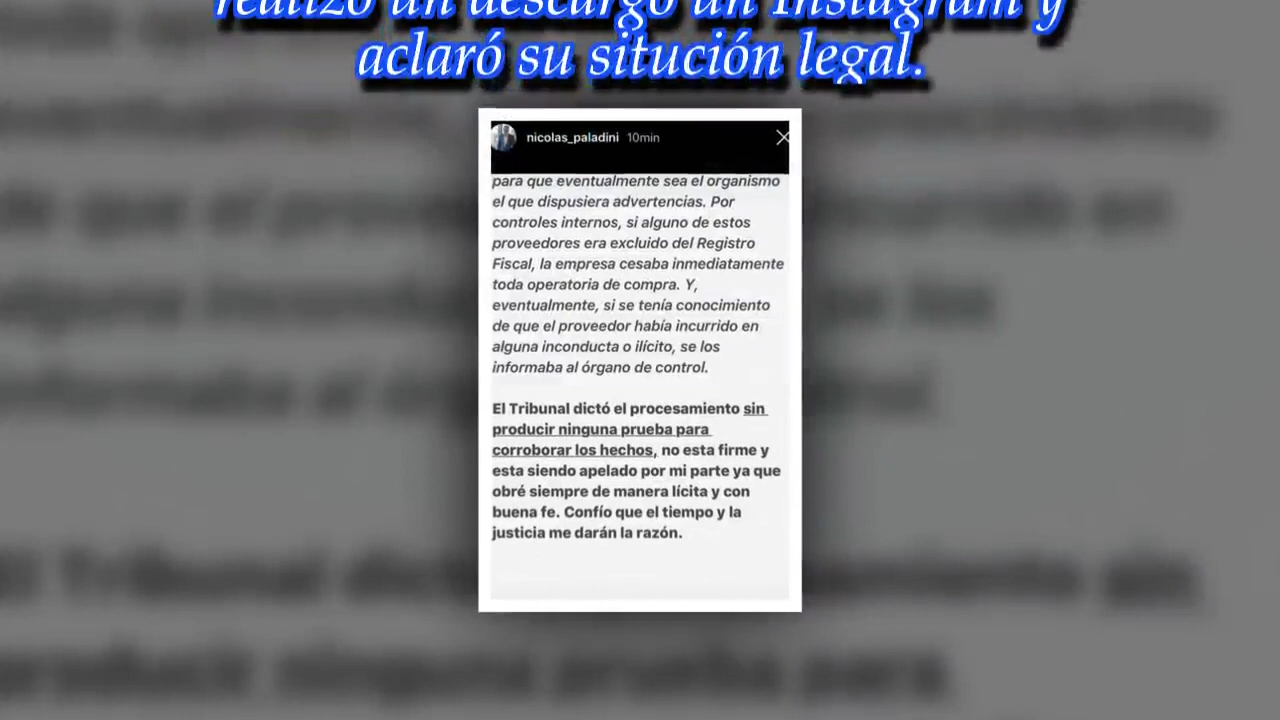 realizó un descargo un Instagram y
aclaró su situción legal.
nicolas_paladini 10min
para que eventualmente sea el organismo
el que dispusiera advertencias. Por
controles internos, si alguno de estos
proveedores era excluido del Registro
Fiscal, la empresa cesaba inmediatamente
toda operatoria de compra. Y,
eventualmente, si se tenía conocimiento
de que el proveedor había incurrido en
alguna inconducta o ilícito, se los
informaba al órgano de control.
El Tribunal dictó el procesamiento sin
producir ninguna prueba para
corroborar los hechos, no esta firme y
esta siendo apelado por mi parte ya que
obré siempre de manera lícita y con
buena fe. Confío que el tiempo y la
justicia me darán la razón.